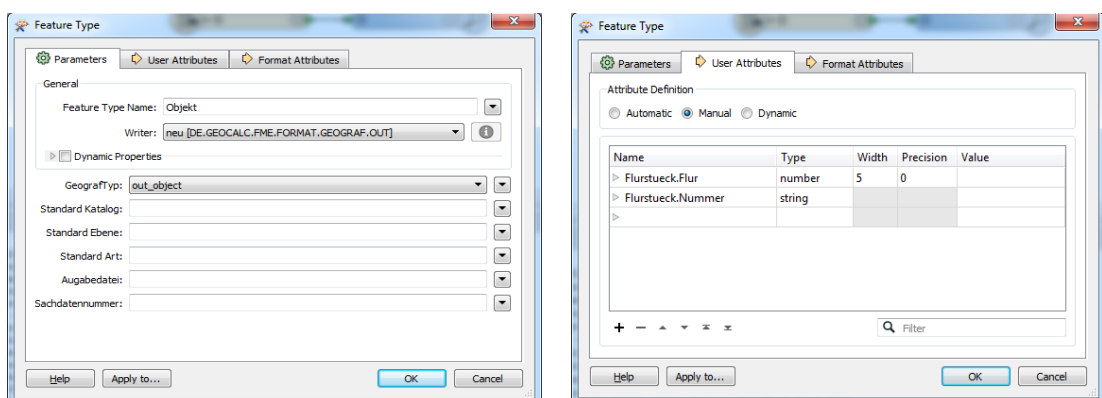 Feature Type
Parameters User Attributes Format Attributes
General
Feature Type Name: Objekt
Writer: neu [DE.GEOCALC.FME.FORMAT.GEOGRAF.OUT]
Dynamic Properties
GeografTyp: out_object
Standard Katalog:
Standard Ebene:
Standard Art:
Augabedatei:
Sachdatennummer:
Help Apply to... OK Cancel
Feature Type
Parameters User Attributes Format Attributes
Attribute Definition
Automatic Manual Dynamic
Name Type Width Precision Value
Flurstueck.Flur number 5 0
Flurstueck.Nummer string
Filter
Help Apply to... OK Cancel